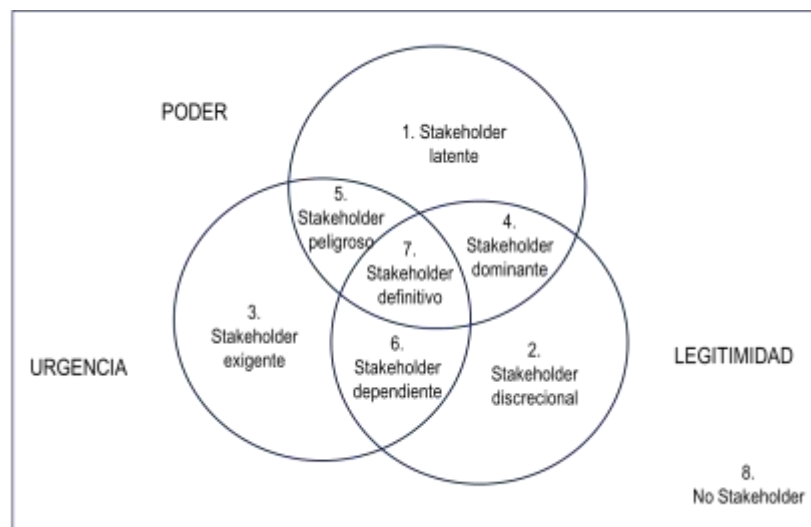 PODER
1. Stakeholder
latente
5.
Stakeholder
peligroso
4.
Stakeholder
dominante
7.
Stakeholder
definitivo
3.
Stakeholder
exigente
6.
Stakeholder
dependiente
2.
Stakeholder
discrecional
URGENCIA
LEGITIMIDAD
8.
No Stakeholder